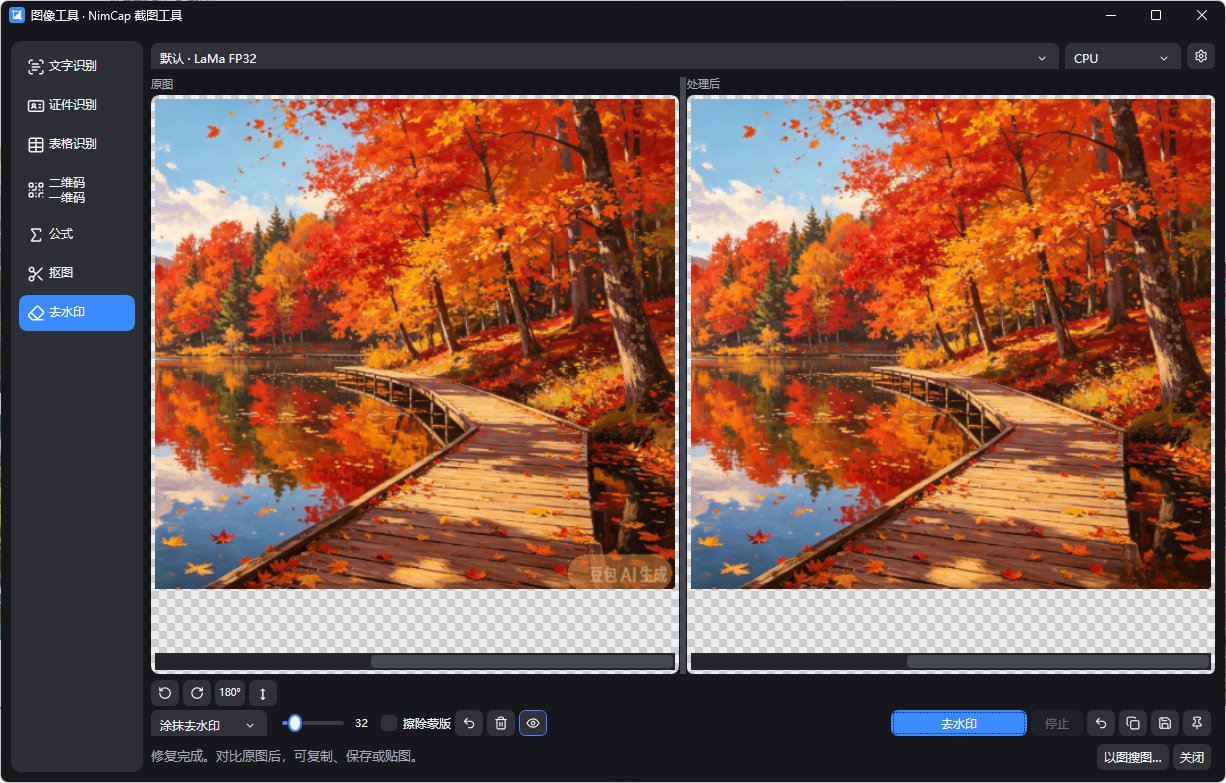 图像工具 · NimCap 截图工具
文字识别
证件识别
表格识别
二维码
一维码
公式
抠图
去水印
默认 · LaMa FP32
CPU
原图
处理后
豆包AI生成
180°
涂抹去水印
32
擦除蒙版
去水印
停止
修复完成。对比原图后，可复制、保存或贴图。
以图搜图...
关闭